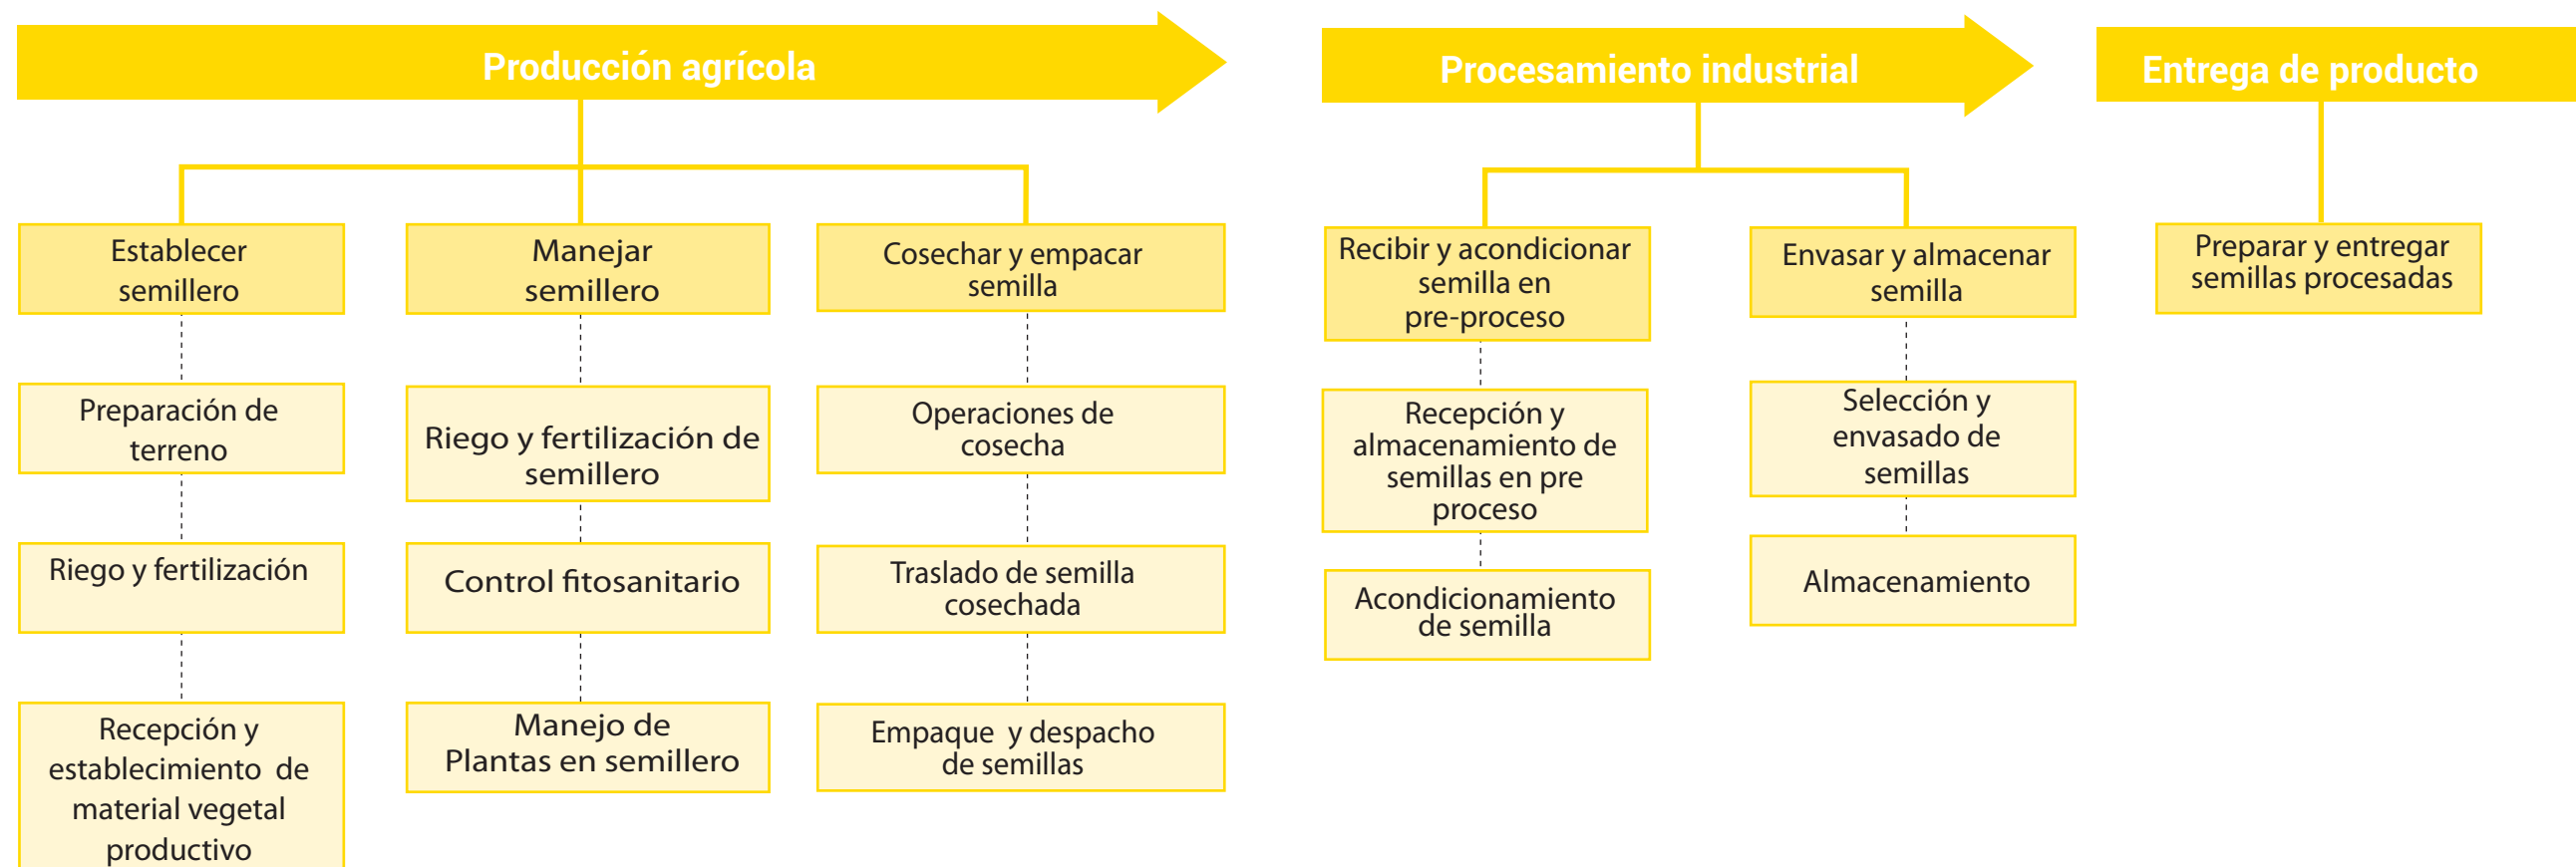 Producción agrícola
Procesamiento industrial
Entrega de producto
Establecer
semillero
Preparación de
terreno
Riego y fertilización
Recepción y
establecimiento  de
material vegetal
productivo
Manejar
semillero
Riego y fertilización de
semillero
Control fitosanitario
Manejo de
Plantas en semillero
Cosechar y empacar
semilla
Operaciones de
cosecha
Traslado de semilla
cosechada
Empaque  y despacho
de semillas
Recibir y acondicionar
semilla en
pre-proceso
Recepción y
almacenamiento de
semillas en pre
proceso
Acondicionamiento
de semilla
Envasar y almacenar
semilla
Selección y
envasado de
semillas
Almacenamiento
Preparar y entregar
semillas procesadas